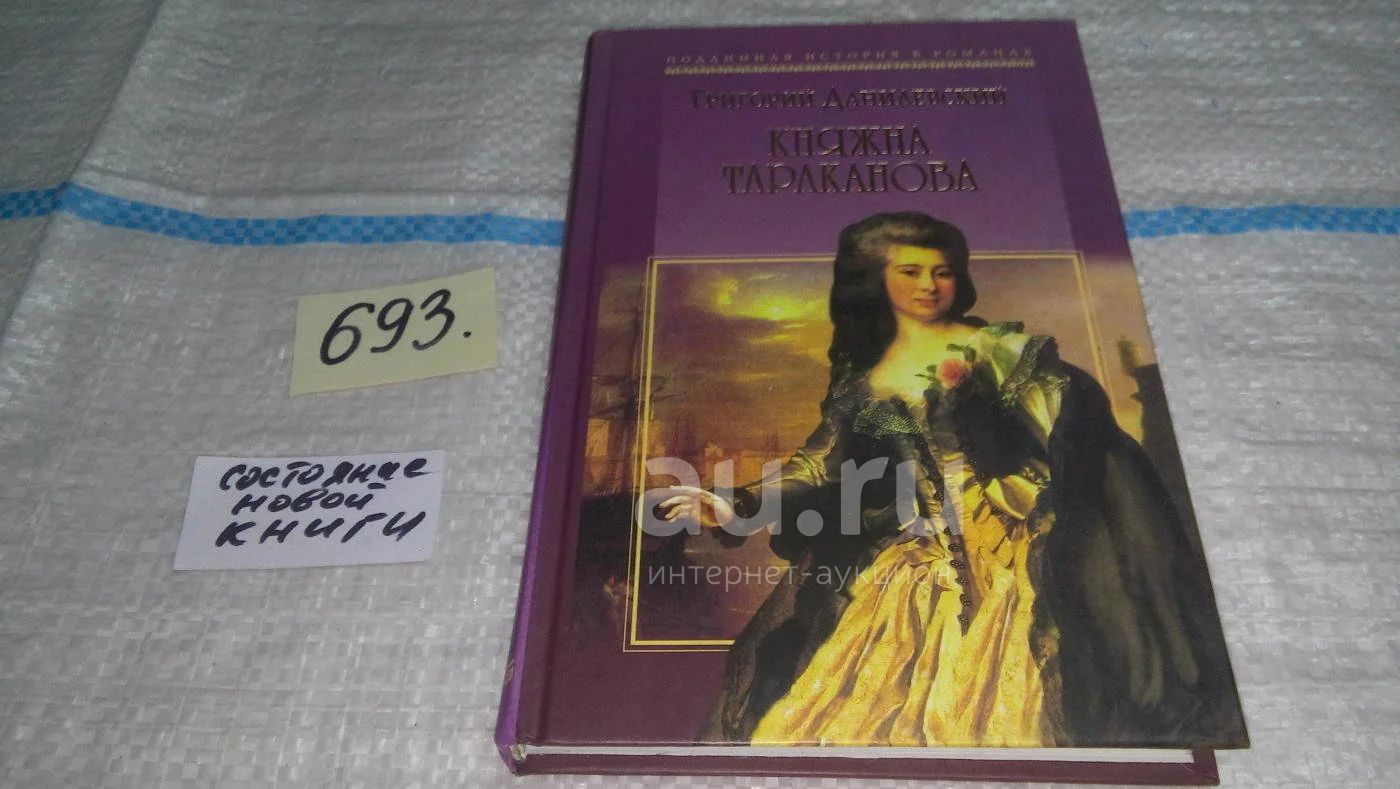 ПОДЛИННАЯ ИСТОРИЯ В РОМАНАХ
ГРИГОРИЙ ДАНИЛЕВСКИЙ
КНЯЖНА
ТАРАКАНОВА
693.
состояние
новой
книги
au.ru
интернет-аукцион